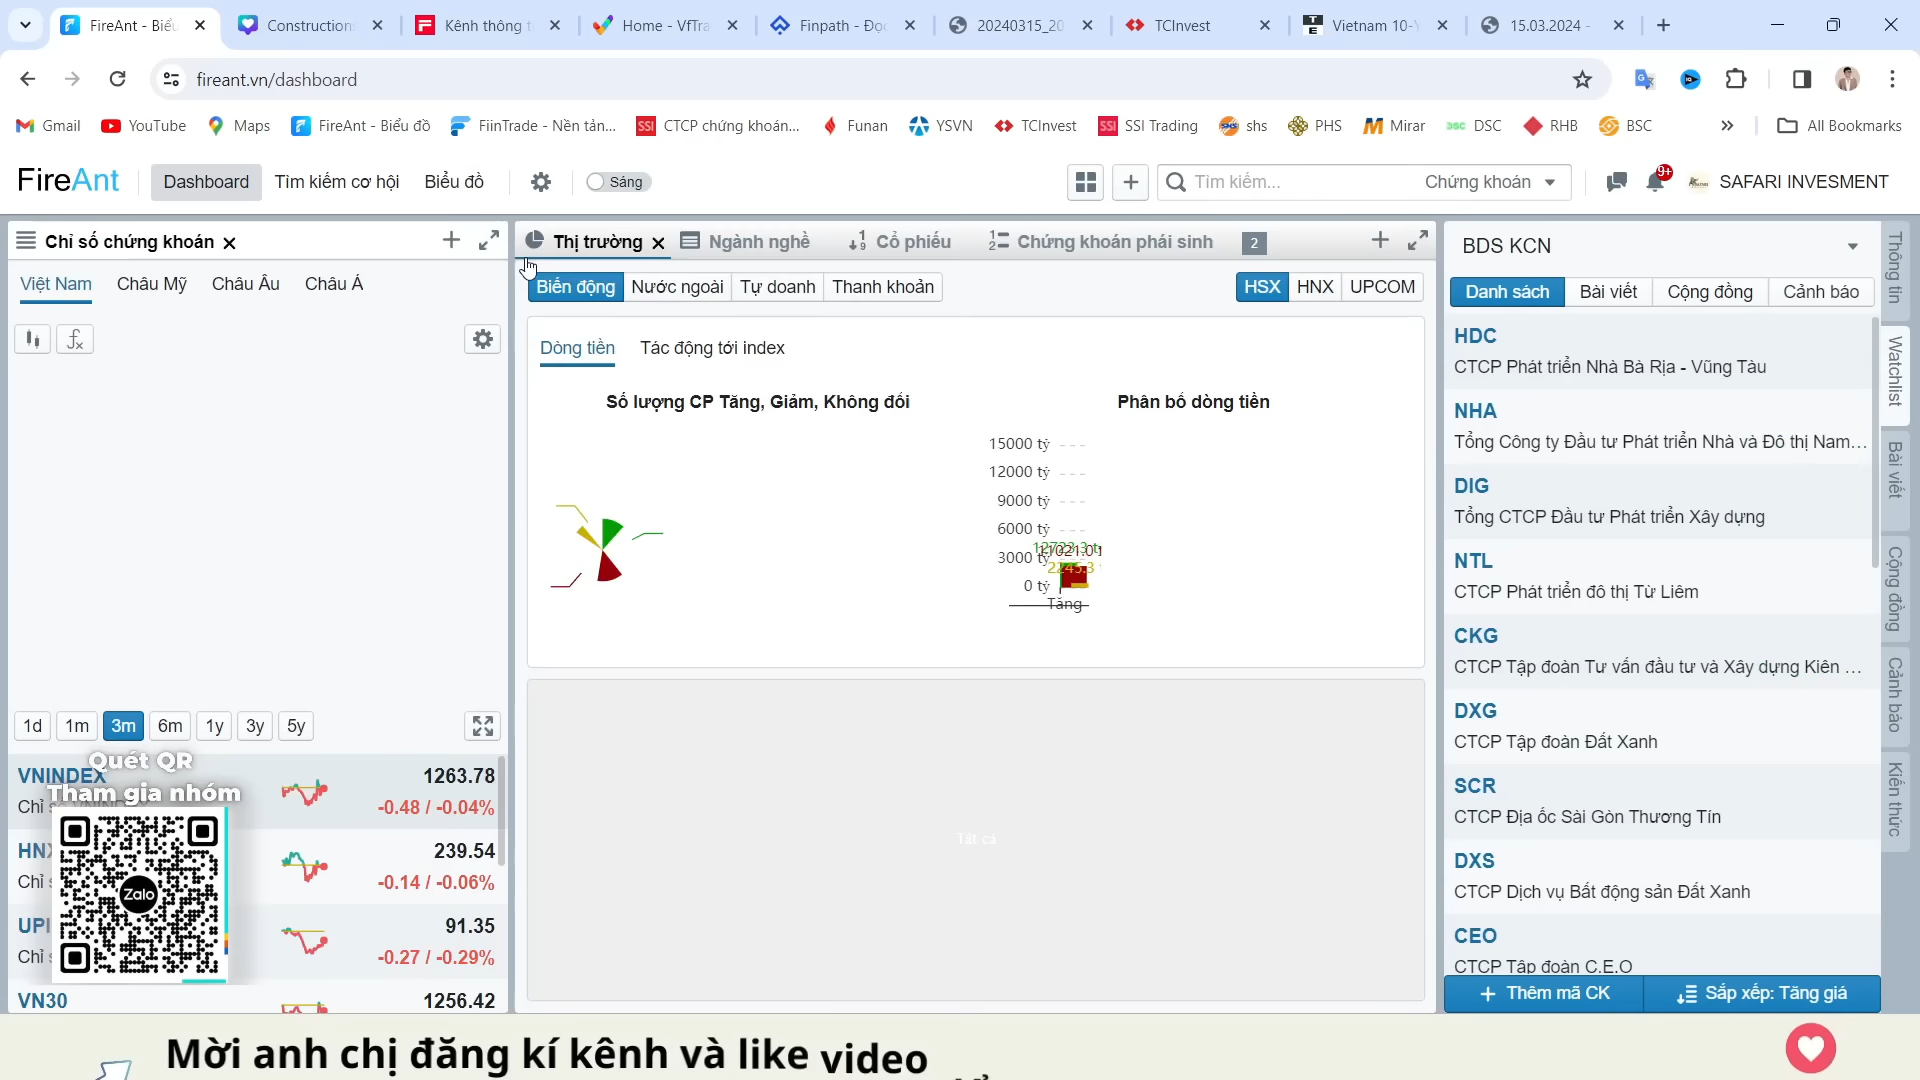 FireAnt - Biểu
Construction
Kênh thông t
Home - VfTra
Finpath - Đọc
20240315_20
TCInvest
Vietnam 10-Y
15.03.2024 -
fireant.vn/dashboard
Gmail
YouTube
Maps
FireAnt - Biểu đồ
FiinTrade - Nền tản...
CTCP chứng khoán...
Funan
YSVN
TCInvest
SSI Trading
shs
PHS
Mirar
DSC
RHB
BSC
All Bookmarks
FireAnt
Dashboard
Tìm kiếm cơ hội
Biểu đồ
Sáng
Tìm kiếm...
Chứng khoán
9+
SAFARI INVESMENT
Chỉ số chứng khoán
Thị trường
Ngành nghề
Cổ phiếu
Chứng khoán phái sinh
2
BDS KCN
Việt Nam
Châu Mỹ
Châu Âu
Châu Á
Biến động
Nước ngoài
Tự doanh
Thanh khoản
HSX
HNX
UPCOM
Danh sách
Bài viết
Cộng đồng
Cảnh báo
Dòng tiền
Tác động tới index
Số lượng CP Tăng, Giảm, Không đổi
Phân bổ dòng tiền
15000 tỷ
12000 tỷ
9000 tỷ
6000 tỷ
3000 tỷ
0 tỷ
Tăng
Tất cả
HDC
CTCP Phát triển Nhà Bà Rịa - Vũng Tàu
NHA
Tổng Công ty Đầu tư Phát triển Nhà và Đô thị Nam...
DIG
Tổng CTCP Đầu tư Phát triển Xây dựng
NTL
CTCP Phát triển đô thị Từ Liêm
CKG
CTCP Tập đoàn Tư vấn đầu tư và Xây dựng Kiên ...
DXG
CTCP Tập đoàn Đất Xanh
SCR
CTCP Địa ốc Sài Gòn Thương Tín
DXS
CTCP Dịch vụ Bất động sản Đất Xanh
CEO
CTCP Tập đoàn C.E.O
Thêm mã CK
Sắp xếp: Tăng giá
Thông tin
Watchlist
Bài viết
Cộng đồng
Cảnh báo
Kiến thức
1d
1m
3m
6m
1y
3y
5y
VNINDEX
1263.78
-0.48 / -0.04%
Quét QR
Tham gia nhóm
Zalo
239.54
-0.14 / -0.06%
91.35
-0.27 / -0.29%
VN30
1256.42
Mời anh chị đăng kí kênh và like video